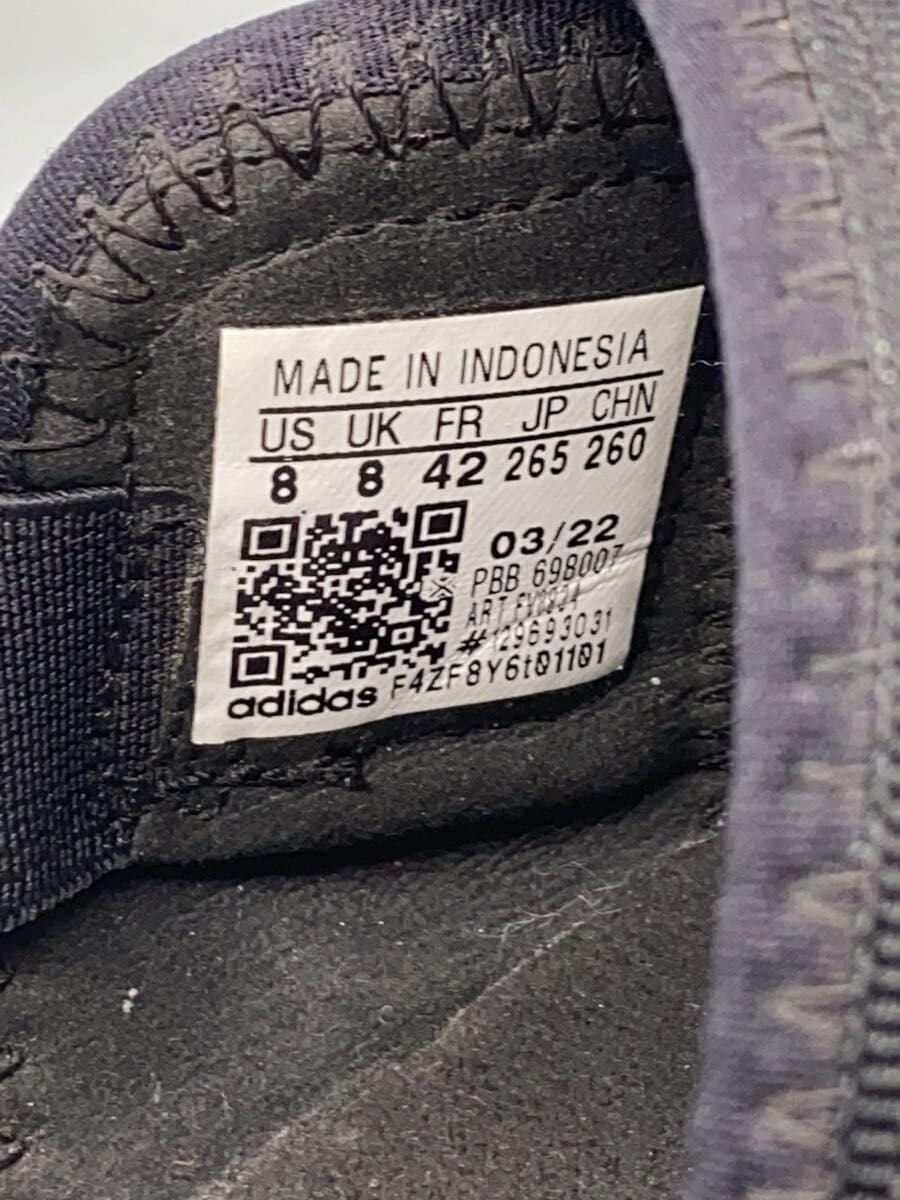 MADE IN INDONESIA
US UK FR JP CHN
8 8 42 265 260
03/22
PBB 698007
ART
#129693031
adidas F4ZF8Y6t01101